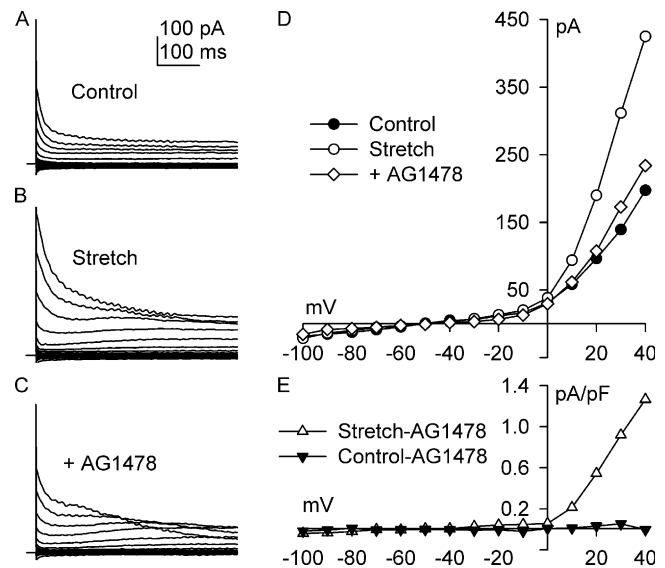 A
100 pA
100 ms
Control
B
Stretch
C
+ AG1478
D
450
pA
350
250
150
50
Control
Stretch
+ AG1478
mV
-100 -80 -60 -40 -20 20 40
E
1.4
pA/pF
1.0
0.6
0.2
Stretch-AG1478
Control-AG1478
mV
-100 -80 -60 -40 -20 20 40